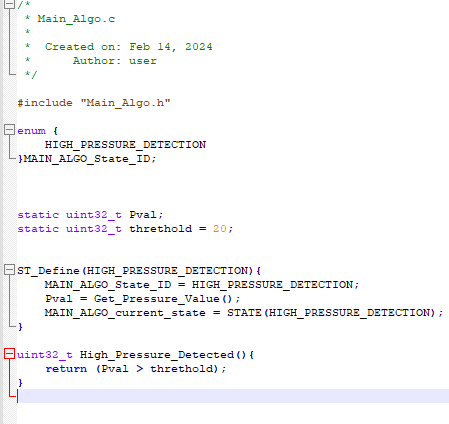 /*
 * Main_Algo.c
 *
 *  Created on: Feb 14, 2024
 *      Author: user
 */

#include "Main_Algo.h"

enum {
    HIGH_PRESSURE_DETECTION
}MAIN_ALGO_State_ID;

static uint32_t Pval;
static uint32_t threthold = 20;

ST_Define(HIGH_PRESSURE_DETECTION){
    MAIN_ALGO_State_ID = HIGH_PRESSURE_DETECTION;
    Pval = Get_Pressure_Value();
    MAIN_ALGO_current_state = STATE(HIGH_PRESSURE_DETECTION);
}

uint32_t High_Pressure_Detected(){
    return (Pval > threthold);
}